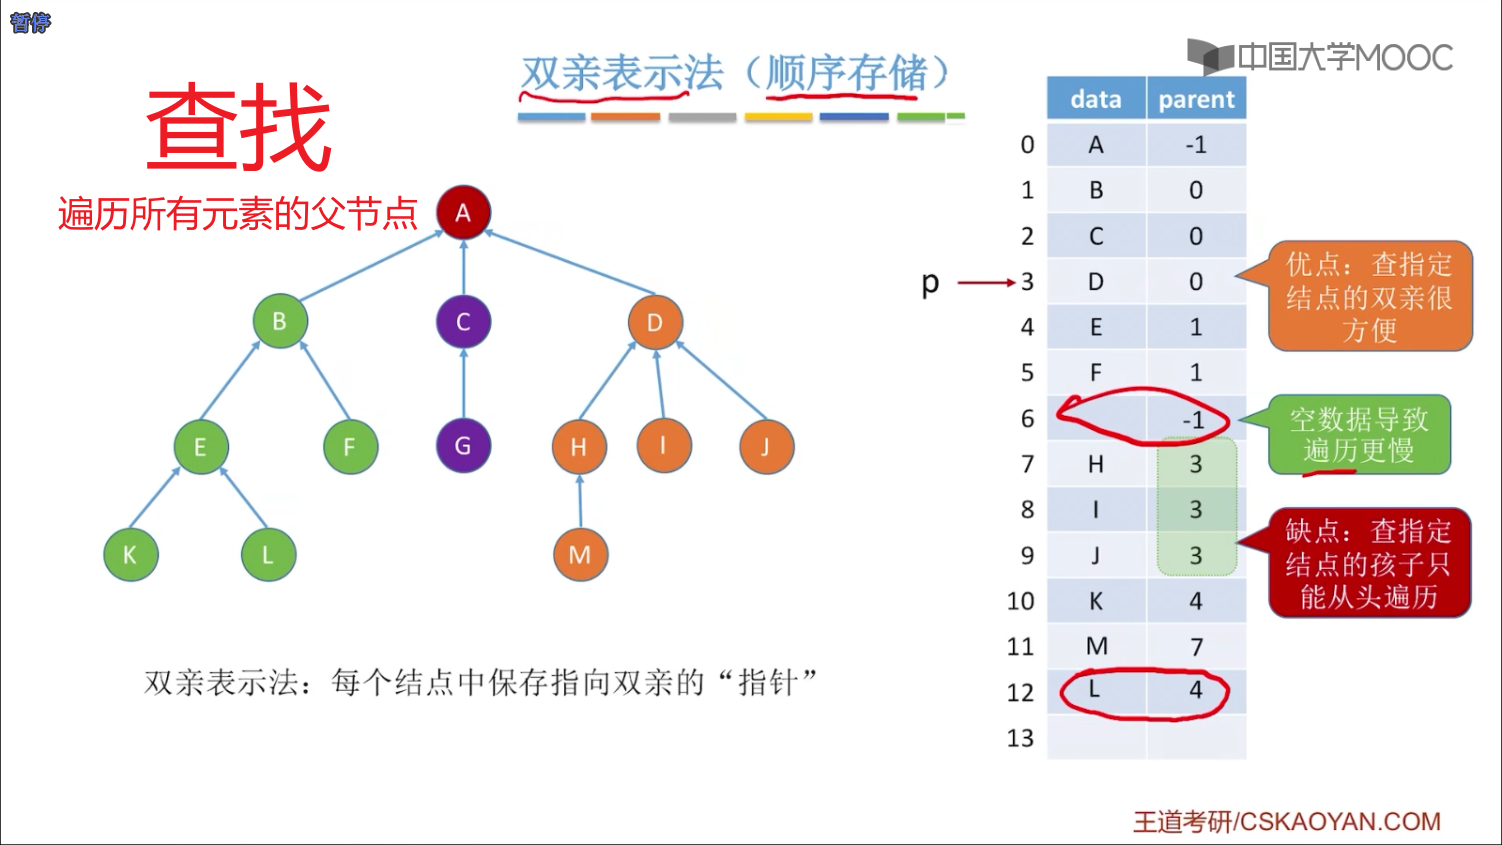 暂停
中国大学MOOC
双亲表示法（顺序存储）
查找
遍历所有元素的父节点
A
B
C
D
E
F
G
H
I
J
K
L
M
双亲表示法：每个结点中保存指向双亲的“指针”
data parent
0 A -1
1 B 0
2 C 0
p 3 D 0
4 E 1
5 F 1
6 -1
7 H 3
8 I 3
9 J 3
10 K 4
11 M 7
12 L 4
13
优点：查指定
结点的双亲很
方便
空数据导致
遍历更慢
缺点：查指定
结点的孩子只
能从头遍历
王道考研/CSKAOYAN.COM